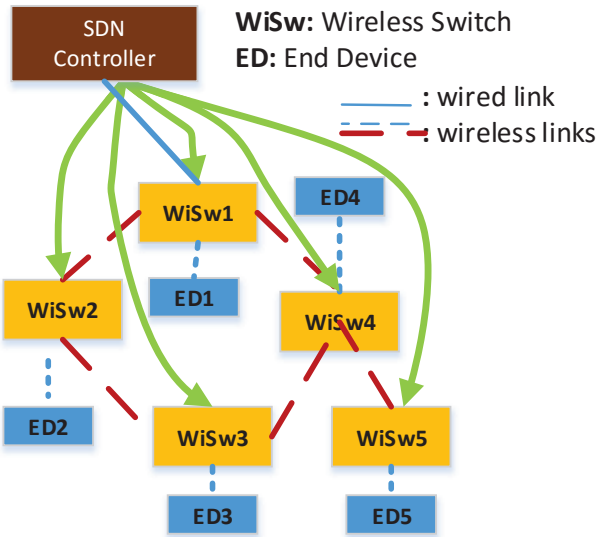 SDN
Controller
WiSw: Wireless Switch
ED: End Device
: wired link
: wireless links
ED4
WiSw1
ED1
WiSw2
WiSw4
ED2
WiSw3
WiSw5
ED3
ED5